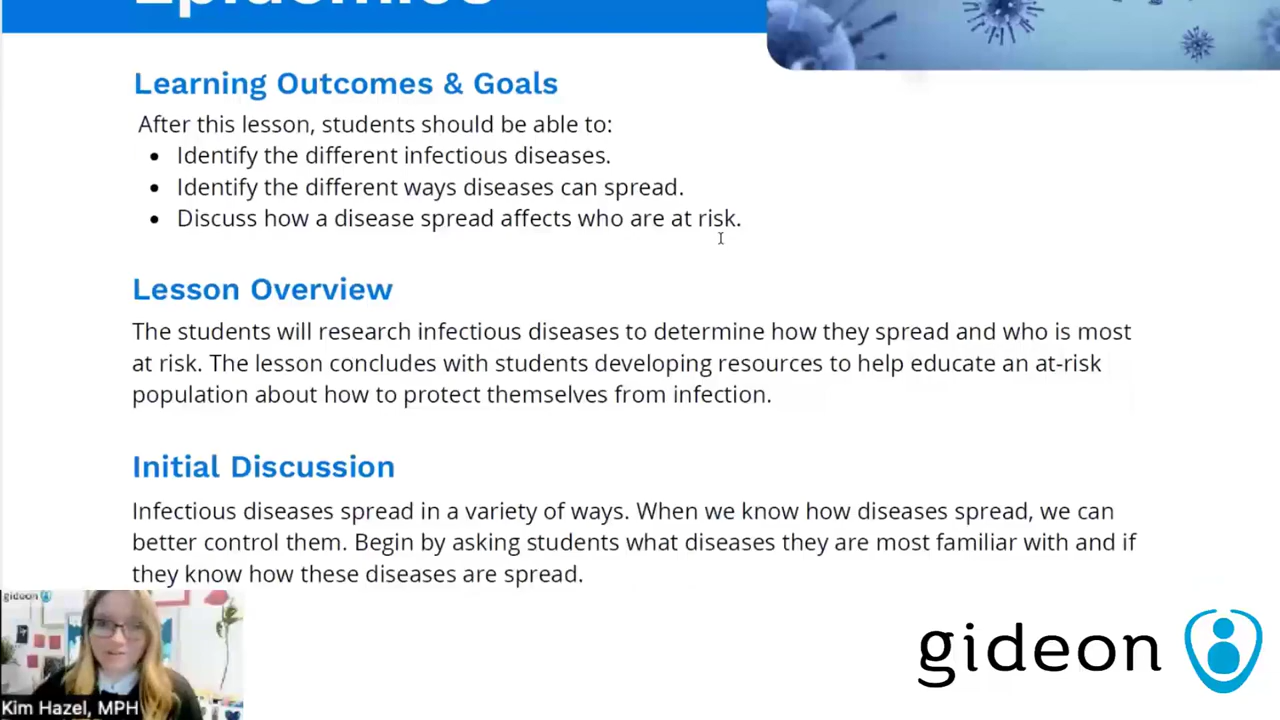 Epidemics
Learning Outcomes & Goals
After this lesson, students should be able to:
• Identify the different infectious diseases.
• Identify the different ways diseases can spread.
• Discuss how a disease spread affects who are at risk.
Lesson Overview
The students will research infectious diseases to determine how they spread and who is most
at risk. The lesson concludes with students developing resources to help educate an at-risk
population about how to protect themselves from infection.
Initial Discussion
Infectious diseases spread in a variety of ways. When we know how diseases spread, we can
better control them. Begin by asking students what diseases they are most familiar with and if
they know how these diseases are spread.
gideon
Kim Hazel, MPH
gideon